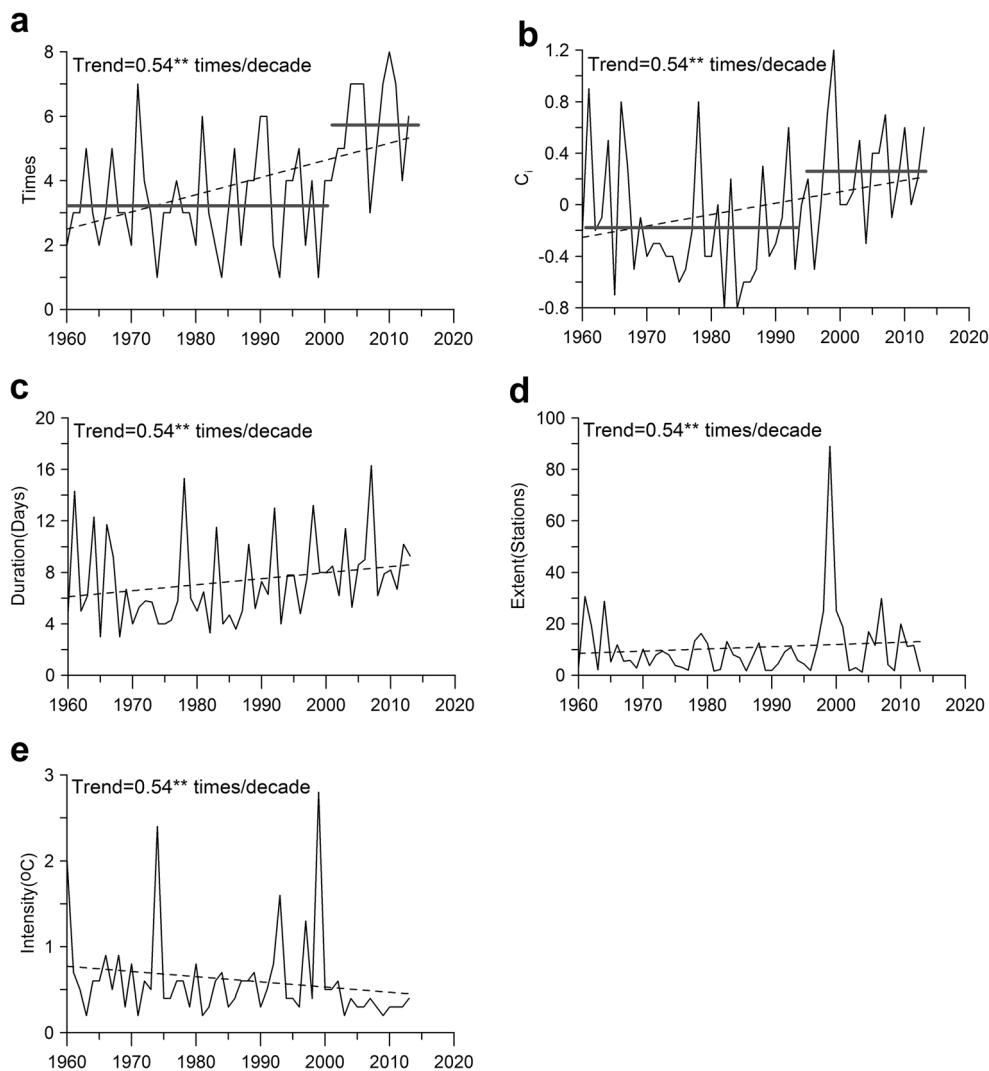 a
Trend=0.54** times/decade
Times
8
6
4
2
0
1960 1970 1980 1990 2000 2010 2020
b
Trend=0.54** times/decade
Ci
1.2
0.8
0.4
0
-0.4
-0.8
1960 1970 1980 1990 2000 2010 2020
c
Trend=0.54** times/decade
Duration(Days)
20
16
12
8
4
0
1960 1970 1980 1990 2000 2010 2020
d
Trend=0.54** times/decade
Extent(Stations)
100
80
60
40
20
0
1960 1970 1980 1990 2000 2010 2020
e
Trend=0.54** times/decade
Intensity(oC)
3
2
1
0
1960 1970 1980 1990 2000 2010 2020